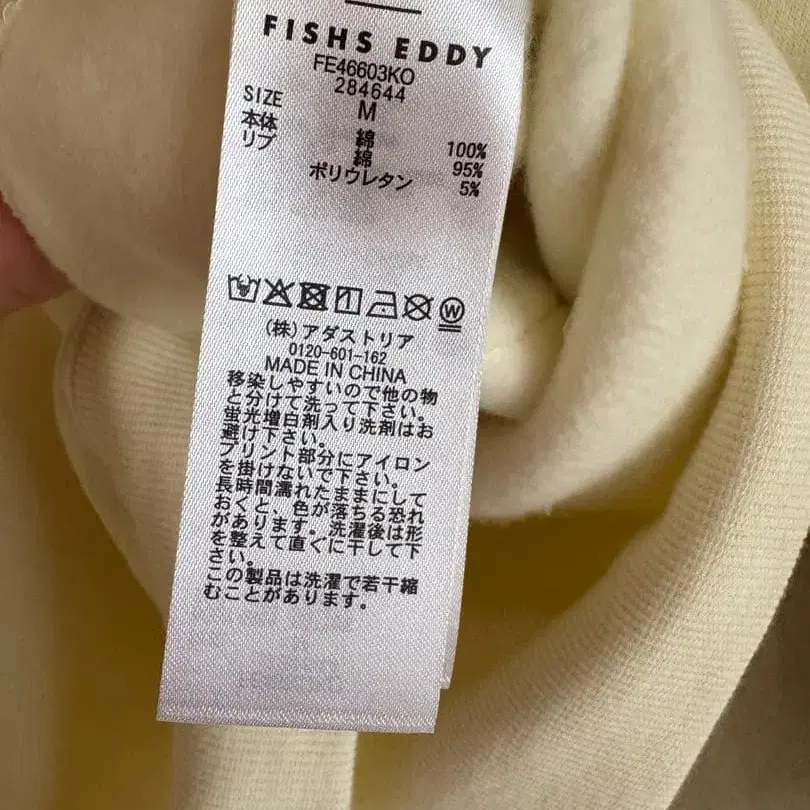 FISHS EDDY
FE46603KO
284644
SIZE M
本体 綿 100%
リブ 綿 95%
ポリウレタン 5%
W
(株)アダストリア
0120-601-162
MADE IN CHINA
移染しやすいので他の物
と分けて洗って下さい。
蛍光増白剤入り洗剤はお
避け下さい。
プリント部分にアイロン
を掛けないで下さい。
長時間濡れたままにして
おくと、色が落ちる恐れ
があります。洗濯後は形
を整えて直ぐに干して下
さい。
この製品は洗濯で若干縮
むことがあります。